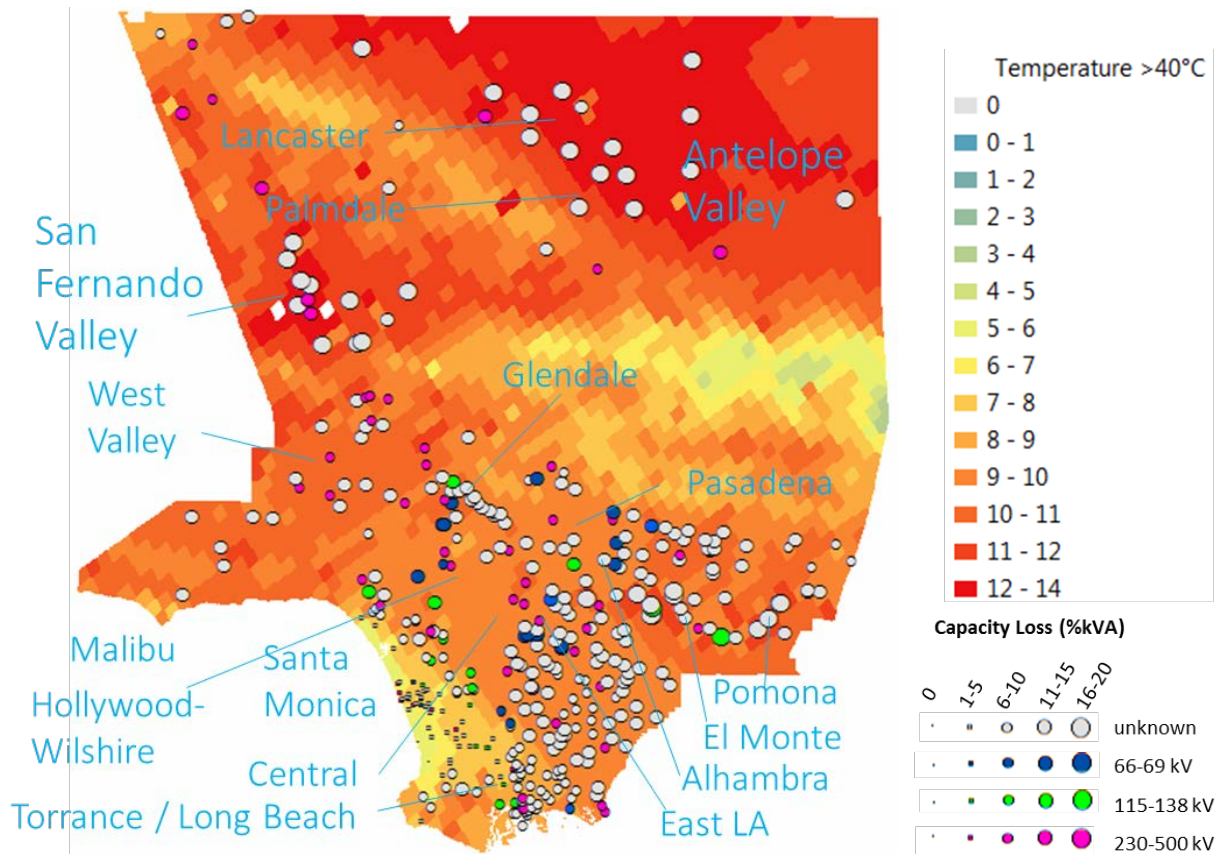 Lancaster
Antelope
Valley
Palmdale
San
Fernando
Valley
Glendale
West
Valley
Pasadena
Malibu
Santa
Monica
Hollywood-
Wilshire
Pomona
El Monte
Central
Alhambra
Torrance / Long Beach
East LA
Temperature >40°C
0
0 - 1
1 - 2
2 - 3
3 - 4
4 - 5
5 - 6
6 - 7
7 - 8
8 - 9
9 - 10
10 - 11
11 - 12
12 - 14
Capacity Loss (%kVA)
0
1-5
6-10
11-15
16-20
unknown
66-69 kV
115-138 kV
230-500 kV